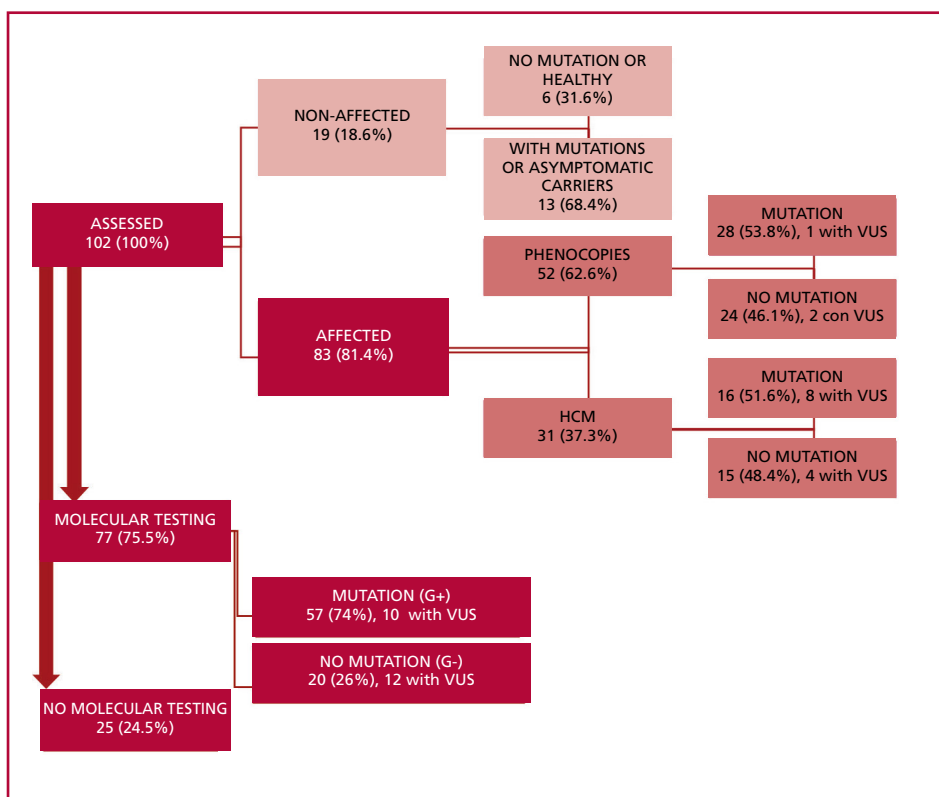 NO MUTATION OR
HEALTHY
6 (31.6%)
NON-AFFECTED
19 (18.6%)
WITH MUTATIONS
OR ASYMPTOMATIC
CARRIERS
13 (68.4%)
ASSESSED
102 (100%)
MUTATION
28 (53.8%), 1 with VUS
PHENOCOPIES
52 (62.6%)
NO MUTATION
24 (46.1%), 2 con VUS
AFFECTED
83 (81.4%)
MUTATION
16 (51.6%), 8 with VUS
HCM
31 (37.3%)
NO MUTATION
15 (48.4%), 4 with VUS
MOLECULAR TESTING
77 (75.5%)
MUTATION (G+)
57 (74%), 10 with VUS
NO MUTATION (G-)
20 (26%), 12 with VUS
NO MOLECULAR TESTING
25 (24.5%)